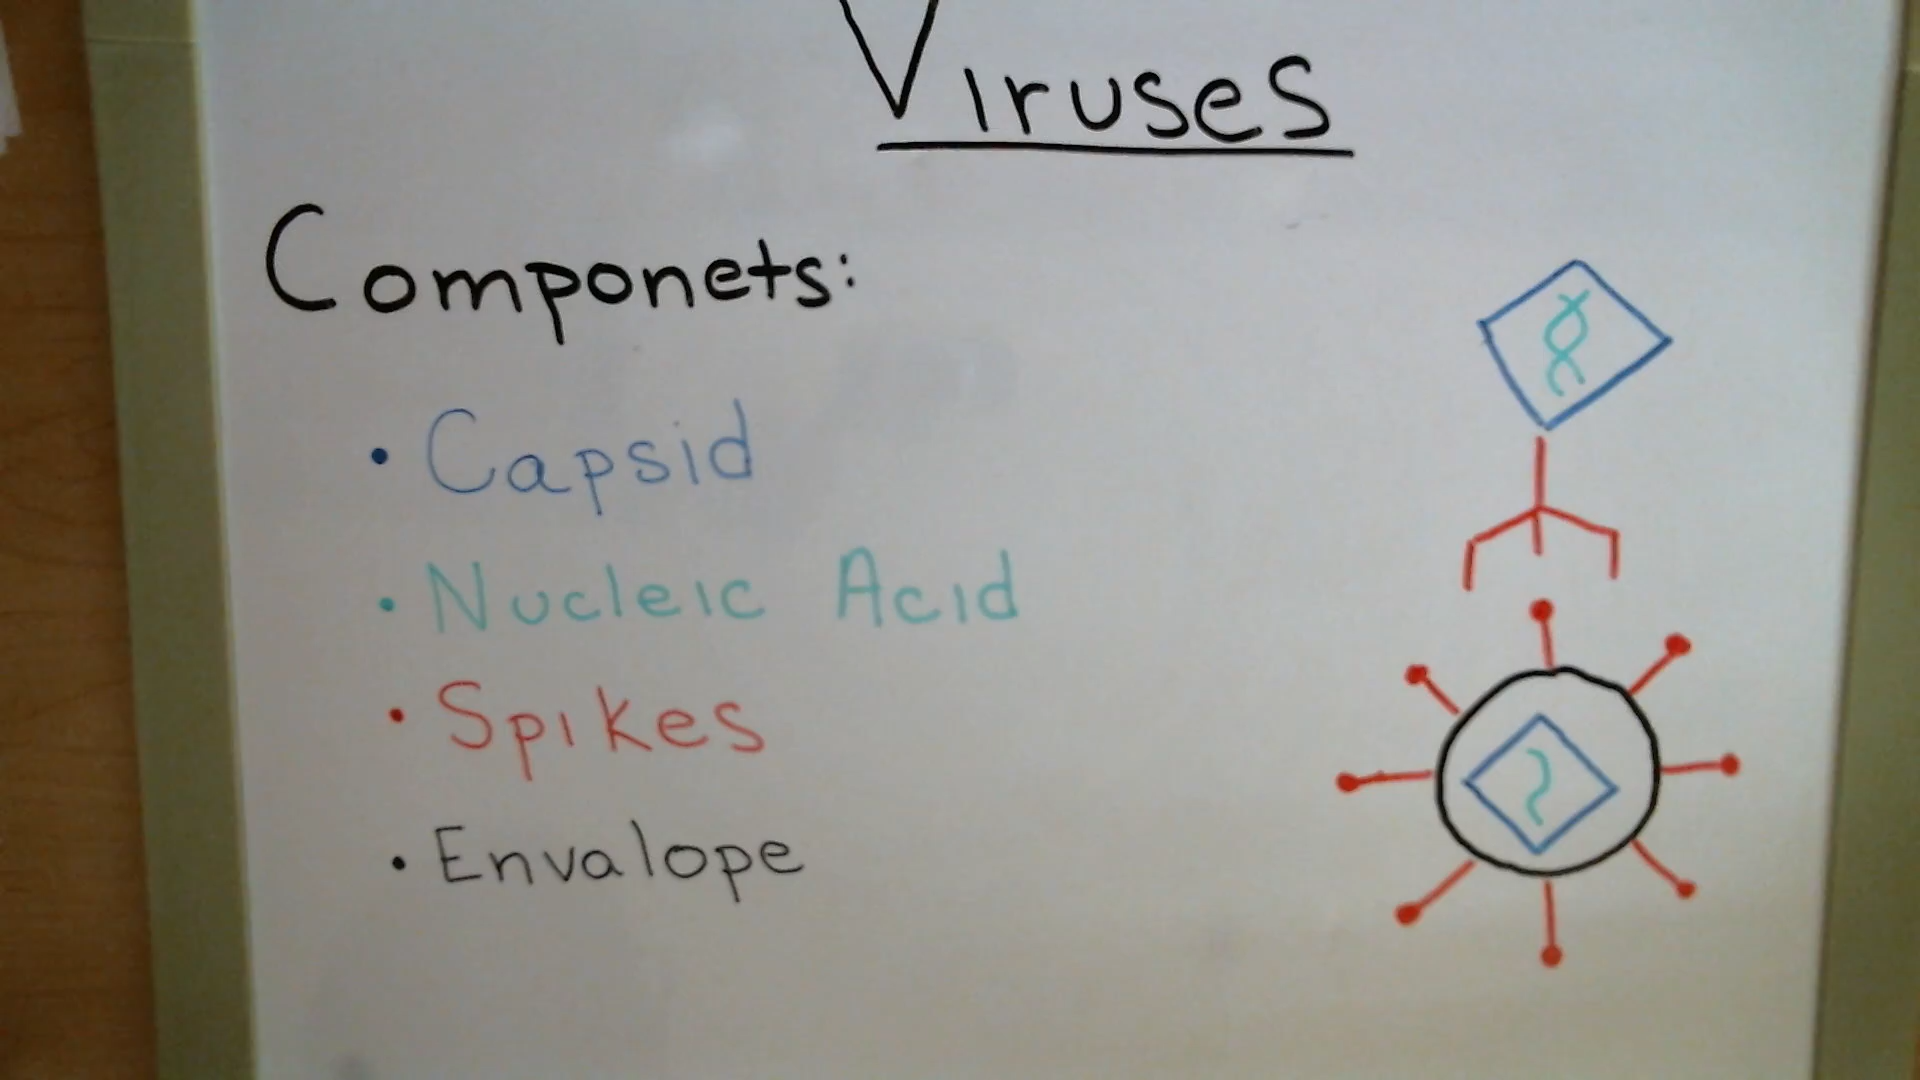 Viruses
Componets:
• Capsid
• Nucleic Acid
• Spikes
• Envalope